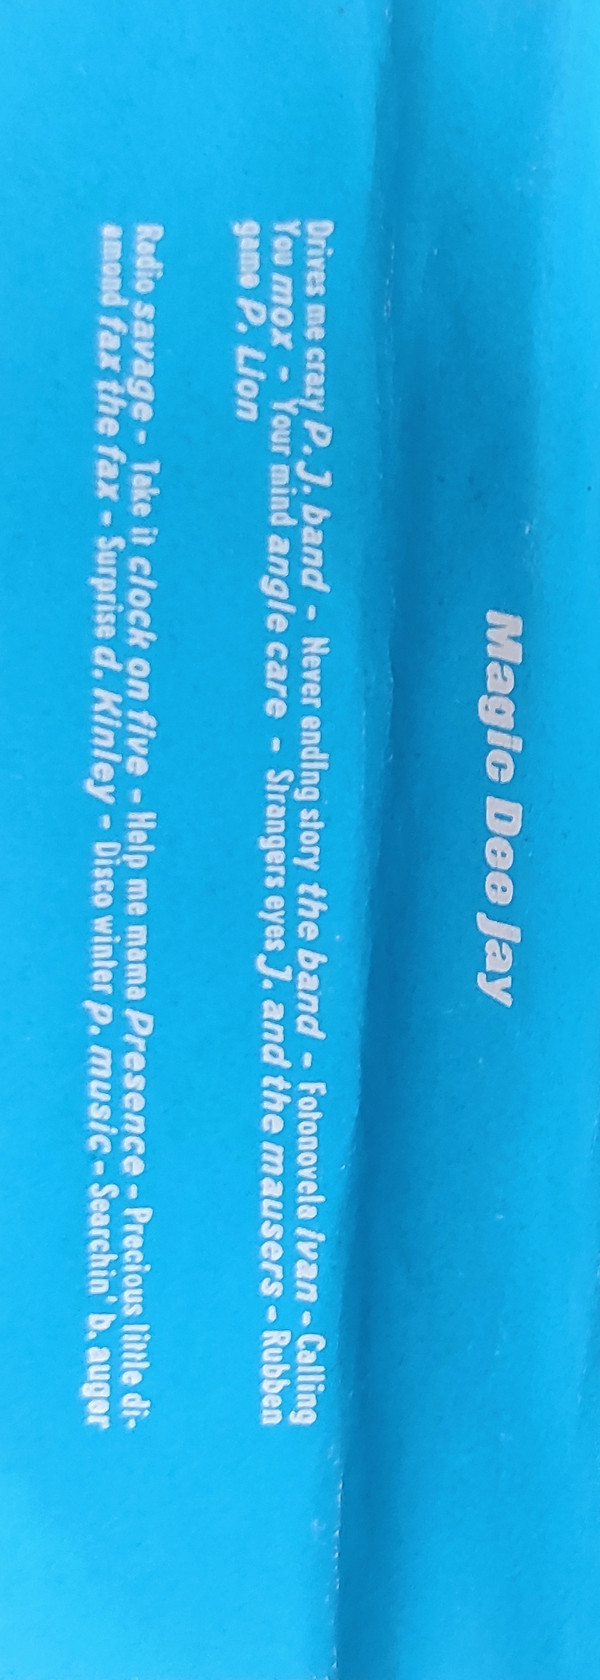 Magic Dee Jay
Drives me crazy P.J. band - Never ending story the band - Fotonovela ivan - Calling
You mox - Your mind angle care - Strangers eyes J. and the mausers - Rubben
game P. Lion
Radio savage - Take it clock on five - Help me mama Presence - Precious little di-
amond fax the fax - Surprise d. Kinley - Disco winter p. music - Searchin' b. auger